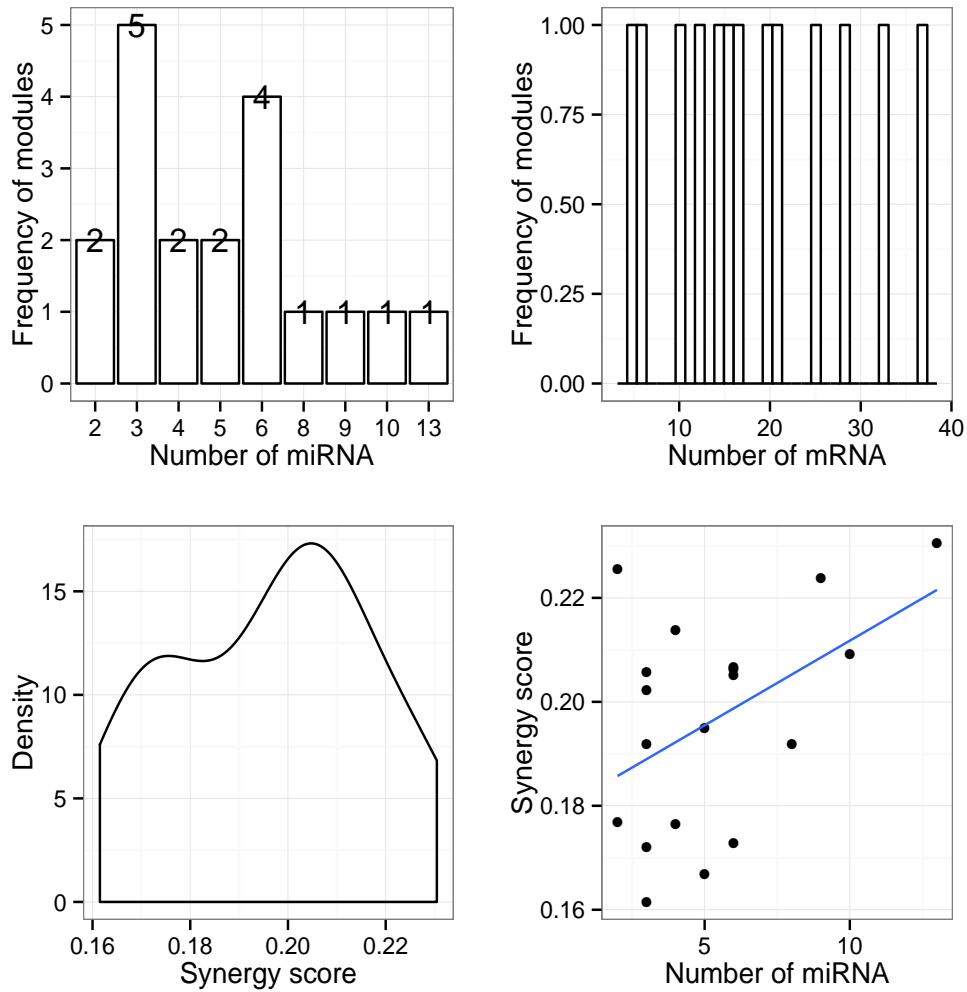 Frequency of modules
5
4
3
2
1
0
5
4
2
2
2
1
1
1
1
2 3 4 5 6 8 9 10 13
Number of miRNA
Frequency of modules
1.00
0.75
0.50
0.25
0.00
10 20 30 40
Number of mRNA
Density
15
10
5
0
0.16 0.18 0.20 0.22
Synergy score
Synergy score
0.22
0.20
0.18
0.16
5 10
Number of miRNA